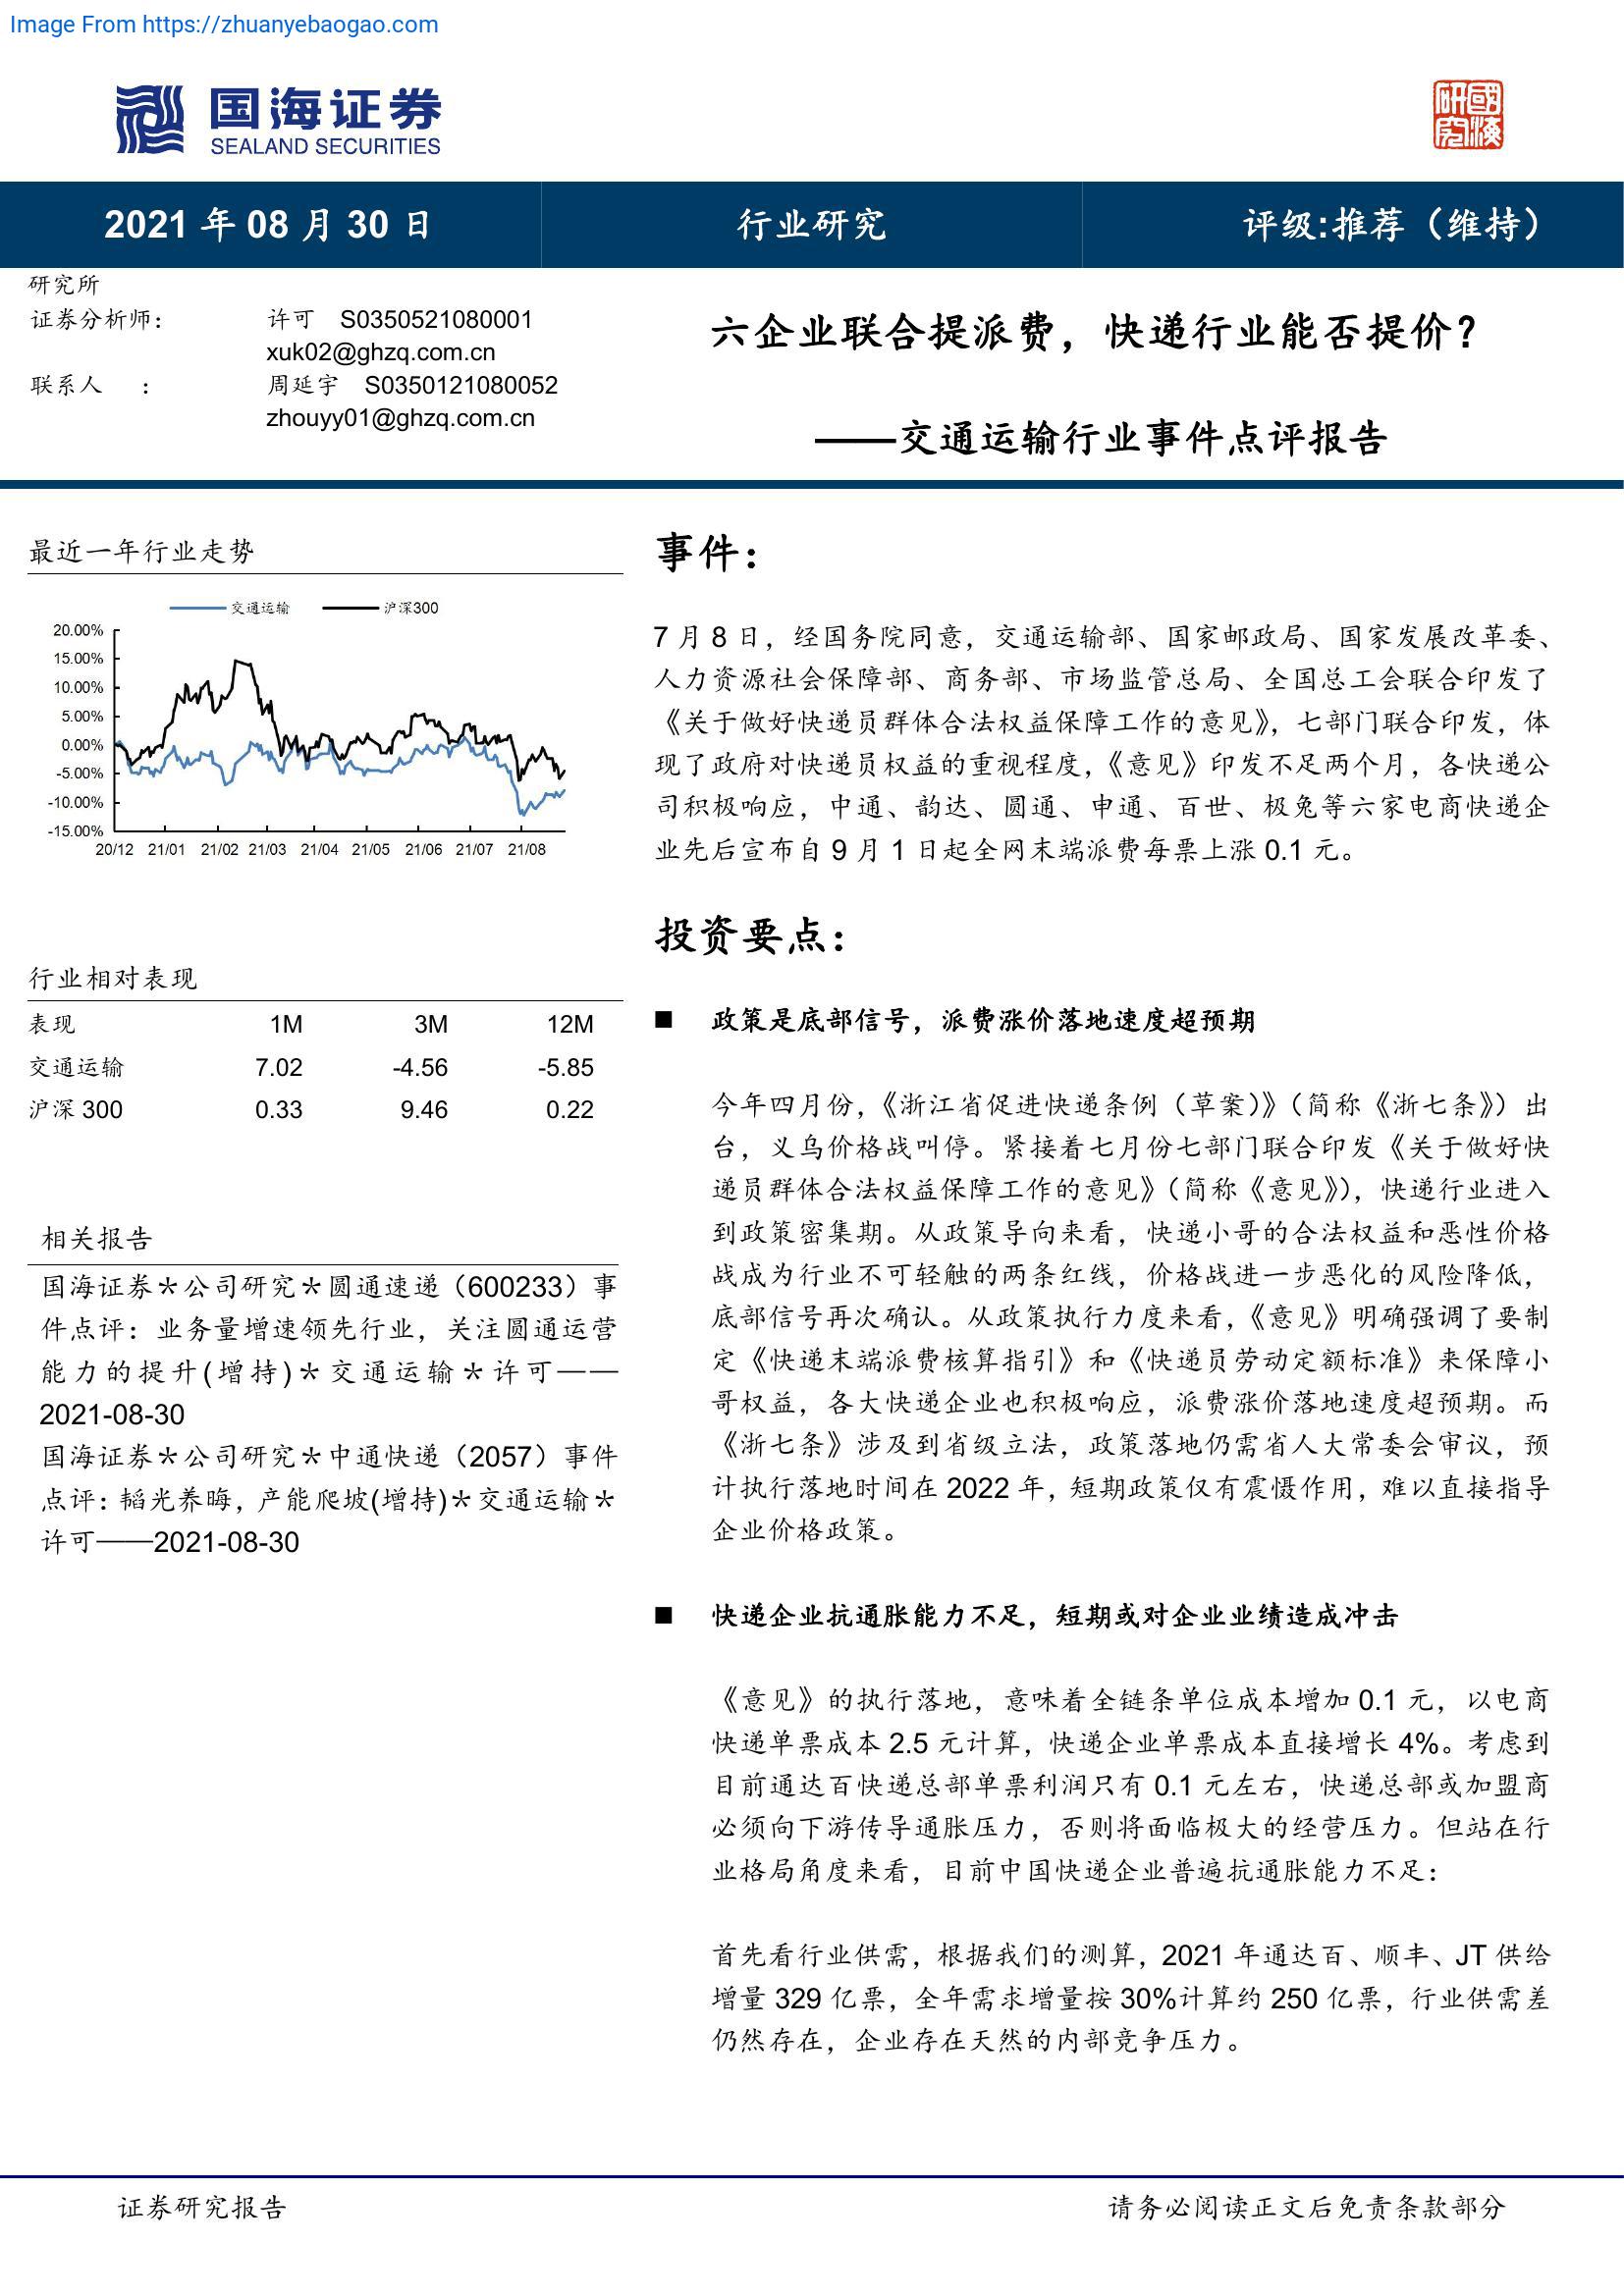 Image From https://zhuanyebaogao.com
国海证券
SEALAND SECURITIES
研國
究海
2021 年 08 月 30 日
行业研究
评级:推荐（维持）
研究所
证券分析师：
许可 S0350521080001
xuk02@ghzq.com.cn
联系人 ：
周延宇 S0350121080052
zhouyy01@ghzq.com.cn
六企业联合提派费，快递行业能否提价？
——交通运输行业事件点评报告
最近一年行业走势
交通运输
沪深300
20.00%
15.00%
10.00%
5.00%
0.00%
-5.00%
-10.00%
-15.00%
20/12 21/01 21/02 21/03 21/04 21/05 21/06 21/07 21/08
行业相对表现
表现 1M 3M 12M
交通运输 7.02 -4.56 -5.85
沪深 300 0.33 9.46 0.22
相关报告
国海证券＊公司研究＊圆通速递（600233）事
件点评：业务量增速领先行业，关注圆通运营
能力的提升(增持)＊交通运输＊许可——
2021-08-30
国海证券＊公司研究＊中通快递（2057）事件
点评：韬光养晦，产能爬坡(增持)＊交通运输＊
许可——2021-08-30
事件：
7 月 8 日，经国务院同意，交通运输部、国家邮政局、国家发展改革委、
人力资源社会保障部、商务部、市场监管总局、全国总工会联合印发了
《关于做好快递员群体合法权益保障工作的意见》，七部门联合印发，体
现了政府对快递员权益的重视程度，《意见》印发不足两个月，各快递公
司积极响应，中通、韵达、圆通、申通、百世、极兔等六家电商快递企
业先后宣布自 9 月 1 日起全网末端派费每票上涨 0.1 元。
投资要点：
■ 政策是底部信号，派费涨价落地速度超预期
今年四月份，《浙江省促进快递条例（草案）》（简称《浙七条》）出
台，义乌价格战叫停。紧接着七月份七部门联合印发《关于做好快
递员群体合法权益保障工作的意见》（简称《意见》），快递行业进入
到政策密集期。从政策导向来看，快递小哥的合法权益和恶性价格
战成为行业不可轻触的两条红线，价格战进一步恶化的风险降低，
底部信号再次确认。从政策执行力度来看，《意见》明确强调了要制
定《快递末端派费核算指引》和《快递员劳动定额标准》来保障小
哥权益，各大快递企业也积极响应，派费涨价落地速度超预期。而
《浙七条》涉及到省级立法，政策落地仍需省人大常委会审议，预
计执行落地时间在 2022 年，短期政策仅有震慑作用，难以直接指导
企业价格政策。
■ 快递企业抗通胀能力不足，短期或对企业业绩造成冲击
《意见》的执行落地，意味着全链条单位成本增加 0.1 元，以电商
快递单票成本 2.5 元计算，快递企业单票成本直接增长 4%。考虑到
目前通达百快递总部单票利润只有 0.1 元左右，快递总部或加盟商
必须向下游传导通胀压力，否则将面临极大的经营压力。但站在行
业格局角度来看，目前中国快递企业普遍抗通胀能力不足：
首先看行业供需，根据我们的测算，2021 年通达百、顺丰、JT 供给
增量 329 亿票，全年需求增量按 30%计算约 250 亿票，行业供需差
仍然存在，企业存在天然的内部竞争压力。
证券研究报告
请务必阅读正文后免责条款部分